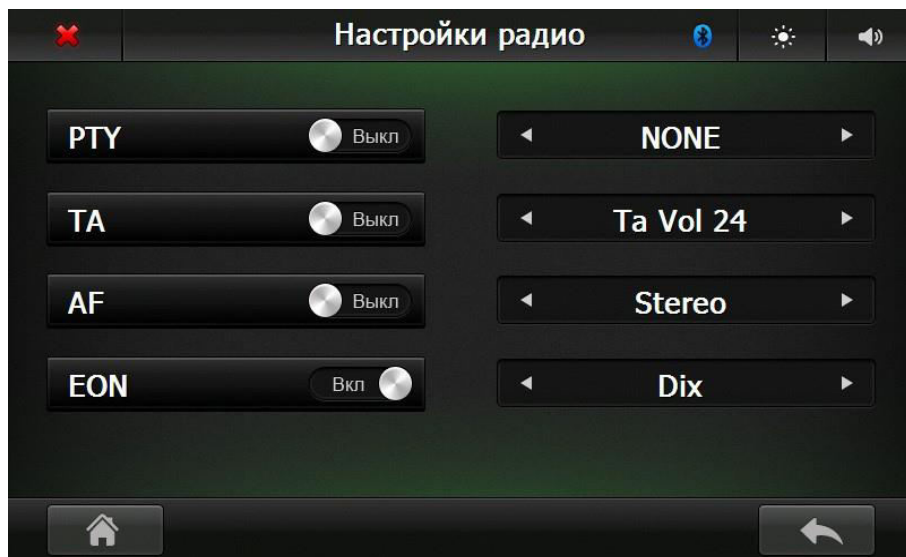 Настройки радио
PTY Выкл NONE
TA Выкл Ta Vol 24
AF Выкл Stereo
EON Вкл Dix